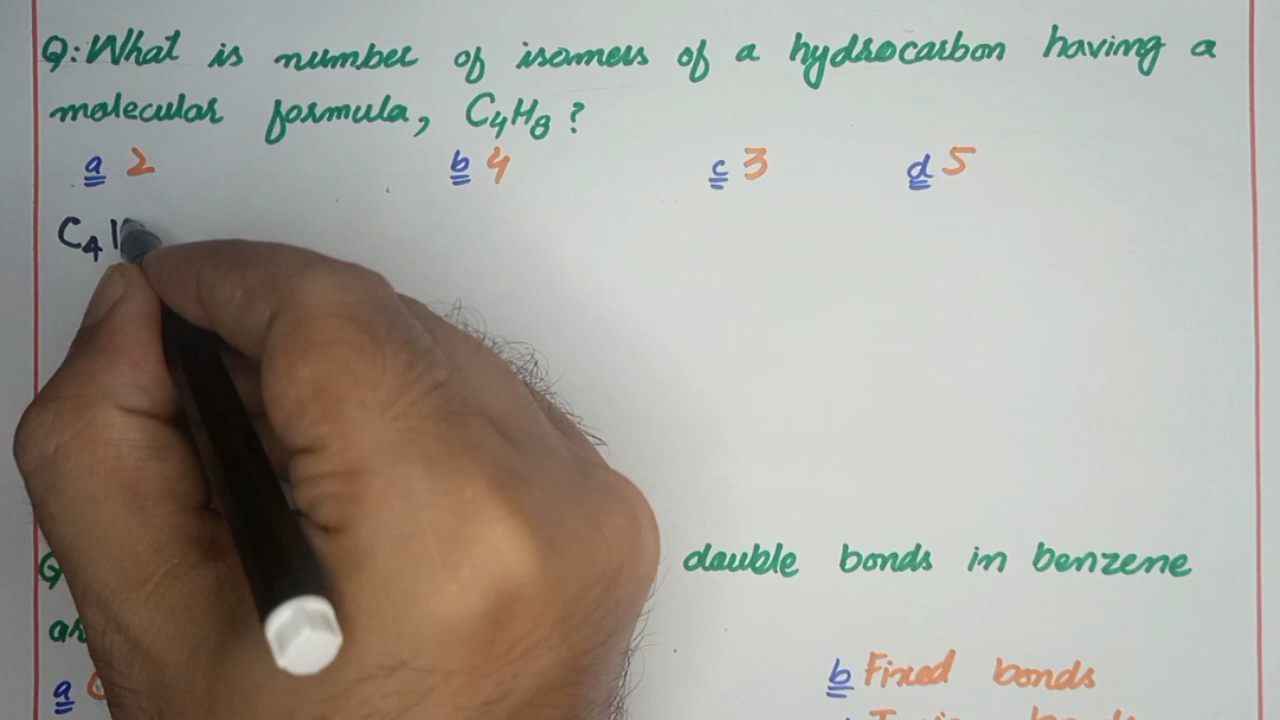 Q: What is number of isomers of a hydrocarbon having a
molecular formula, C₄H₈?
a 2 b 4 c 3 d 5
C₄
double bonds in benzene
a b Fixed bonds